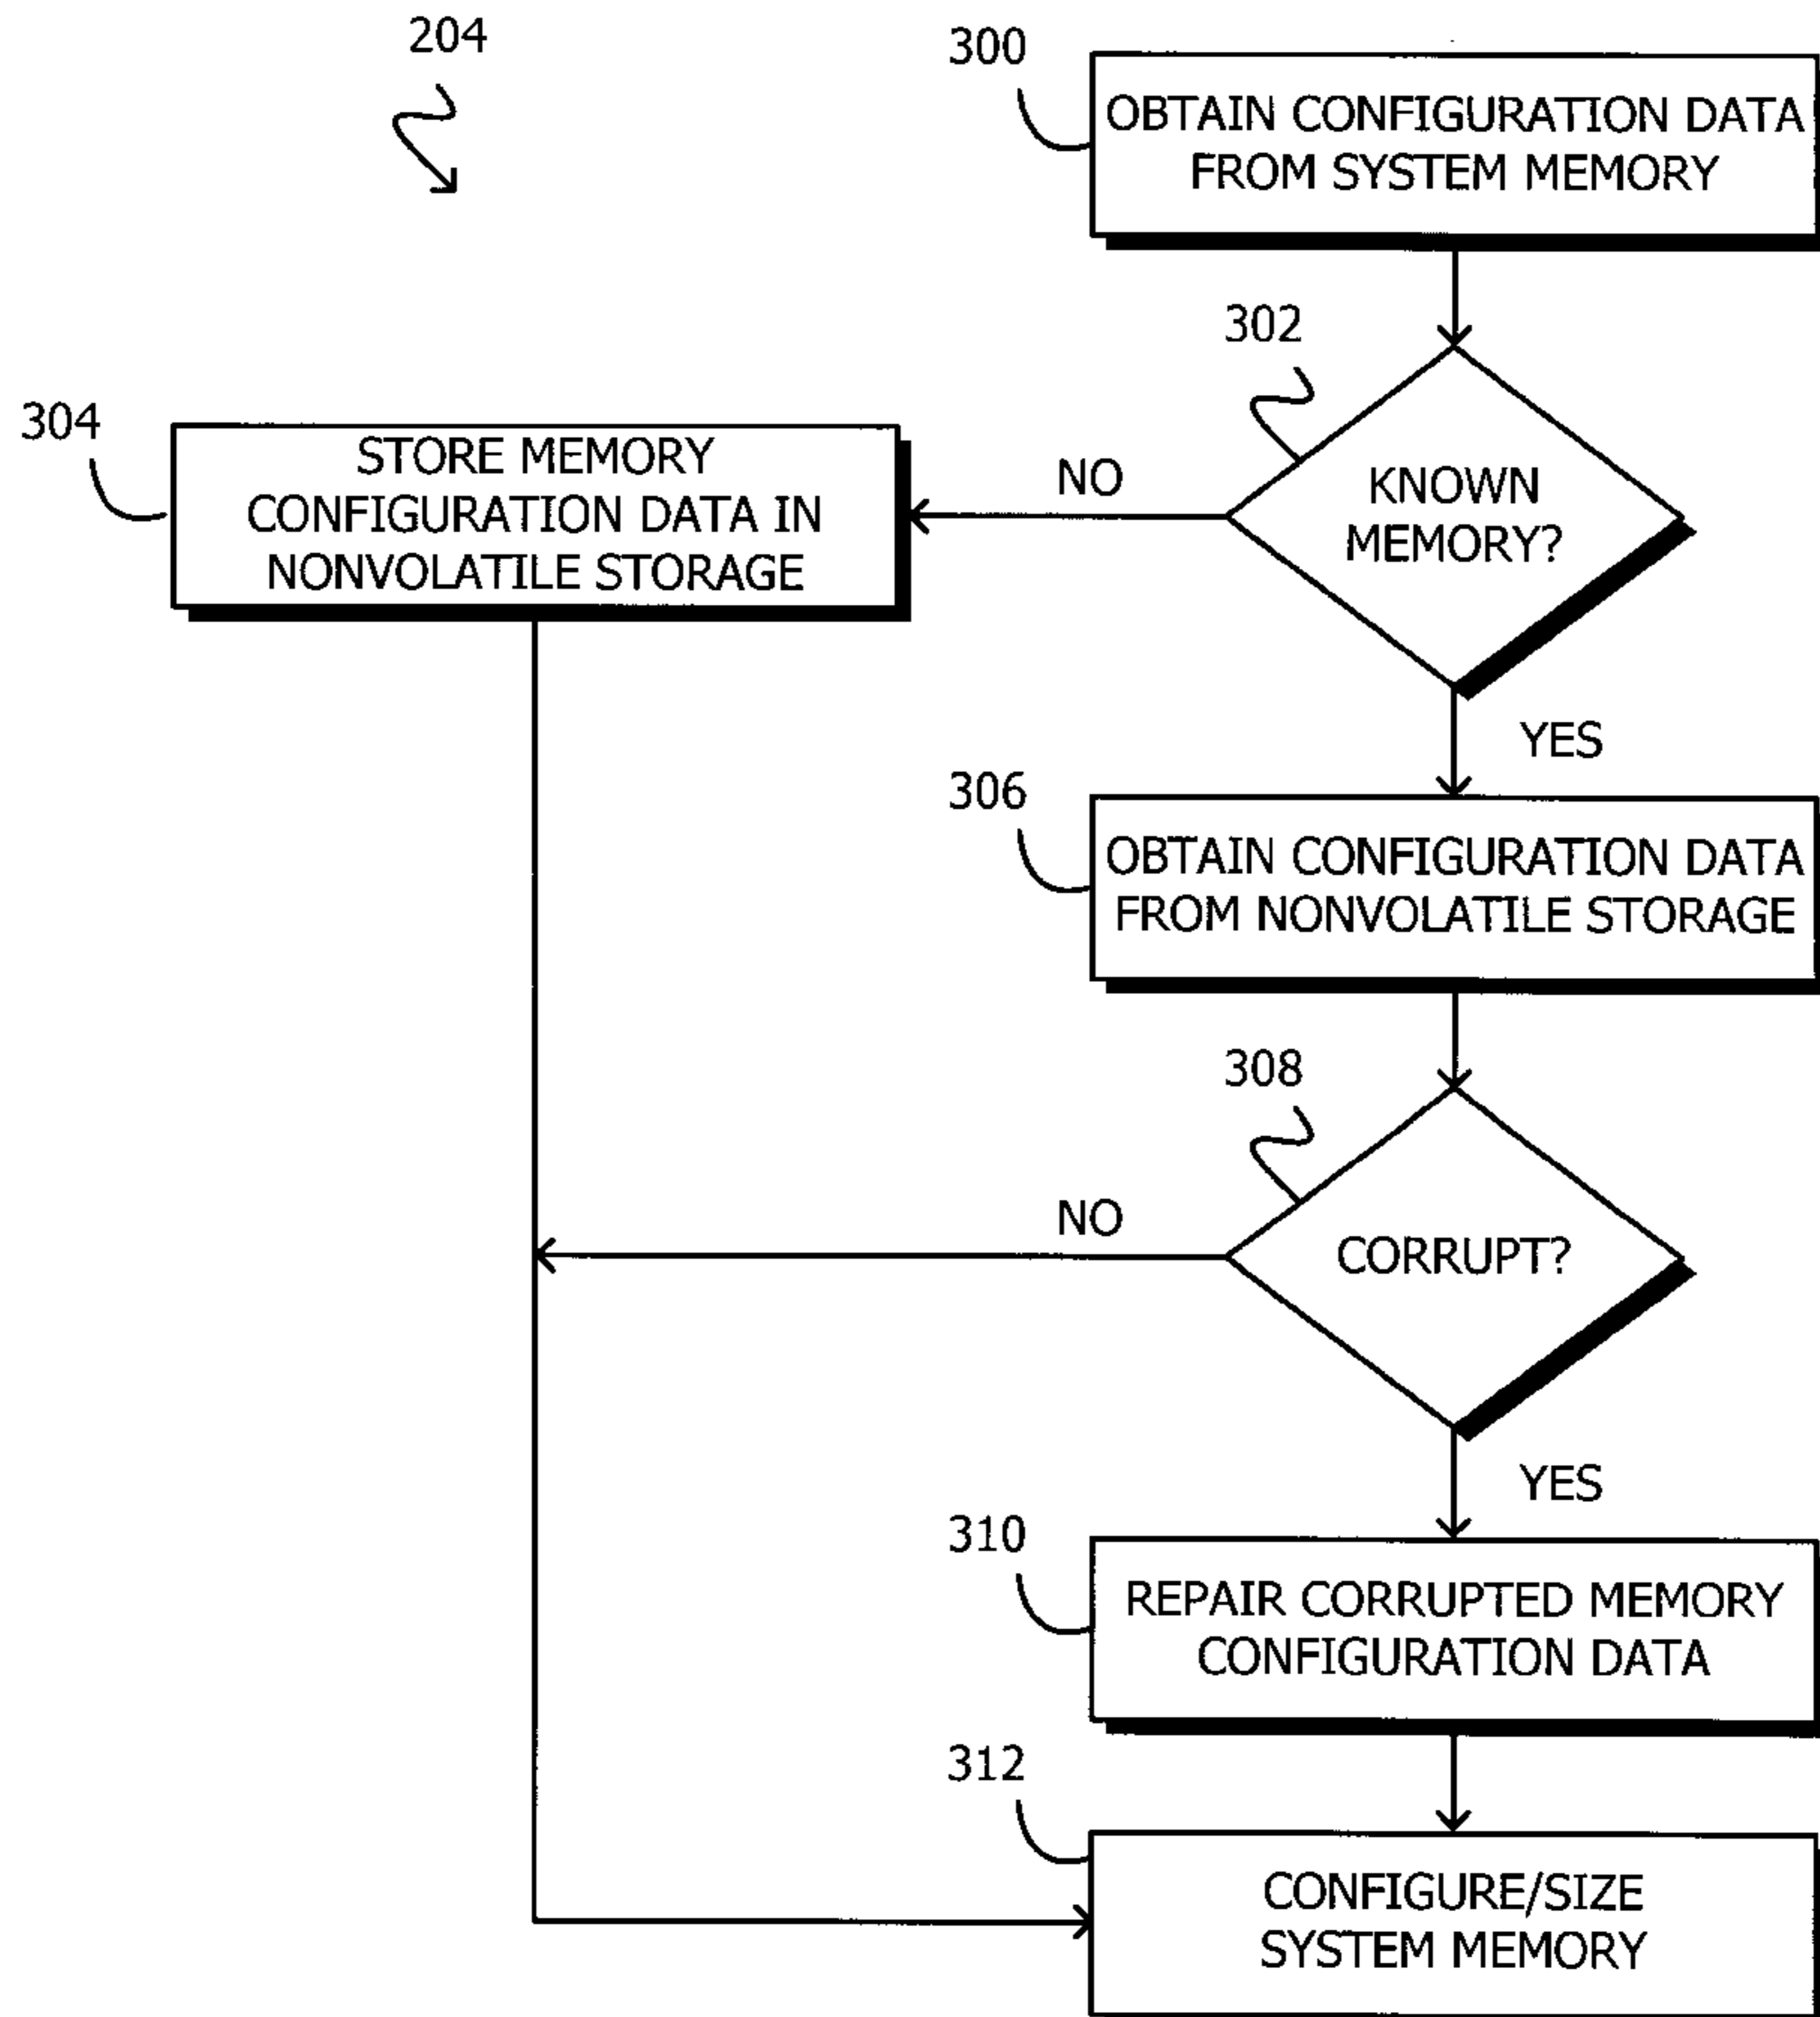 204
300
OBTAIN CONFIGURATION DATA
FROM SYSTEM MEMORY
302
KNOWN
MEMORY?
NO
304
STORE MEMORY
CONFIGURATION DATA IN
NONVOLATILE STORAGE
YES
306
OBTAIN CONFIGURATION DATA
FROM NONVOLATILE STORAGE
308
CORRUPT?
NO
YES
310
REPAIR CORRUPTED MEMORY
CONFIGURATION DATA
312
CONFIGURE/SIZE
SYSTEM MEMORY